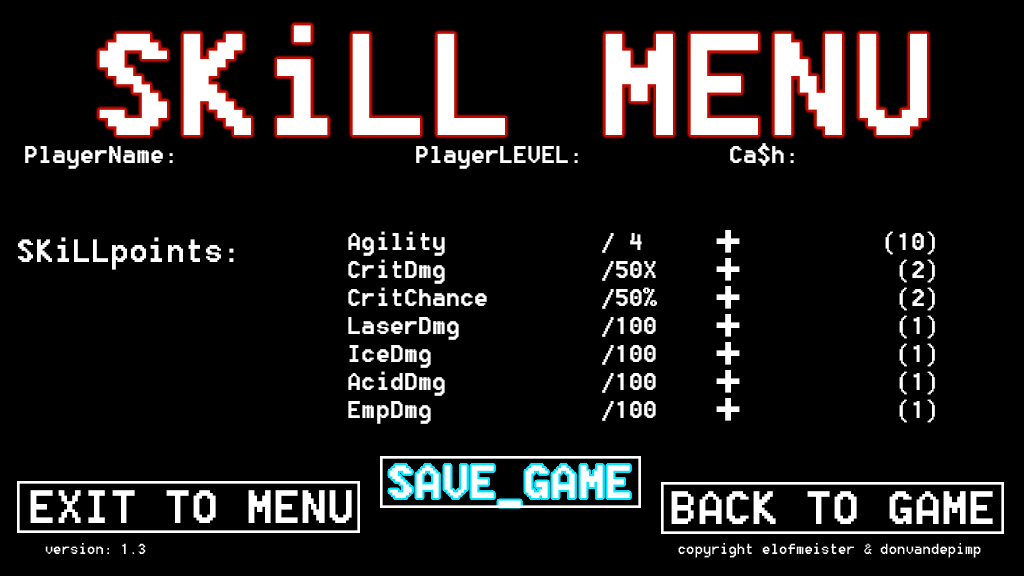 SKiLL MENU
PlayerName: PlayerLEVEL: Ca$h:
SKiLLpoints:
Agility / 4 + (10)
CritDmg /50X + (2)
CritChance /50% + (2)
LaserDmg /100 + (1)
IceDmg /100 + (1)
AcidDmg /100 + (1)
EmpDmg /100 + (1)
SAVE_GAME
EXIT TO MENU
BACK TO GAME
version: 1.3
copyright elofmeister & donvandepimp